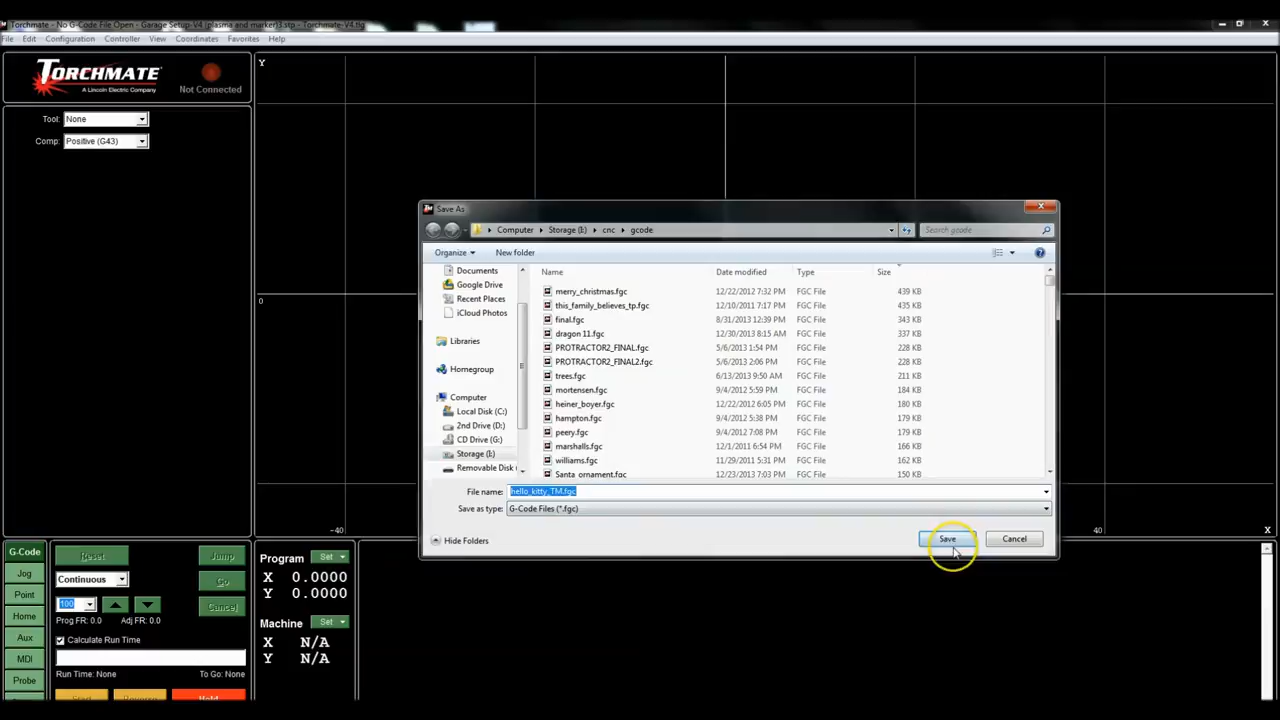 Torchmate - No G-Code File Open - Garage Setup-V4 (plasma and marker)3.stp - Torchmate-V4.flg
File Edit Configuration Controller View Coordinates Favorites Help
TORCHMATE
A Lincoln Electric Company
Not Connected
Tool: None
Comp: Positive (G43)
Y
0
-40
40
X
Save As
Computer Storage (I:) cnc gcode
Search gcode
Organize New folder
Documents
Google Drive
Recent Places
iCloud Photos
Libraries
Homegroup
Computer
Local Disk (C:)
2nd Drive (D:)
CD Drive (G:)
Storage (I:)
Removable Disk
Name Date modified Type Size
merry_christmas.fgc 12/22/2012 7:32 PM FGC File 439 KB
this_family_believes_tp.fgc 12/10/2011 7:17 PM FGC File 435 KB
final.fgc 8/31/2013 12:39 PM FGC File 343 KB
dragon 11.fgc 12/30/2013 8:15 AM FGC File 337 KB
PROTRACTOR2_FINAL.fgc 5/6/2013 1:54 PM FGC File 228 KB
PROTRACTOR2_FINAL2.fgc 5/6/2013 2:06 PM FGC File 228 KB
trees.fgc 6/13/2013 9:50 AM FGC File 211 KB
mortensen.fgc 9/4/2012 5:59 PM FGC File 184 KB
heiner_boyer.fgc 12/22/2012 6:05 PM FGC File 180 KB
hampton.fgc 9/4/2012 5:38 PM FGC File 179 KB
peery.fgc 9/4/2012 7:08 PM FGC File 179 KB
marshalls.fgc 12/1/2011 6:54 PM FGC File 166 KB
williams.fgc 11/29/2011 5:31 PM FGC File 162 KB
Santa_ornament.fgc 12/23/2013 7:03 PM FGC File 150 KB
File name: hello_kitty_TM.fgc
Save as type: G-Code Files (*.fgc)
Hide Folders
Save
Cancel
G-Code
Jog
Point
Home
Aux
MDI
Probe
Reset
Jump
Continuous
Go
100
Cancel
Prog FR: 0.0 Adj FR: 0.0
Calculate Run Time
Run Time: None To Go: None
Start Reverse Hold
Program Set
X 0.0000
Y 0.0000
Machine Set
X N/A
Y N/A